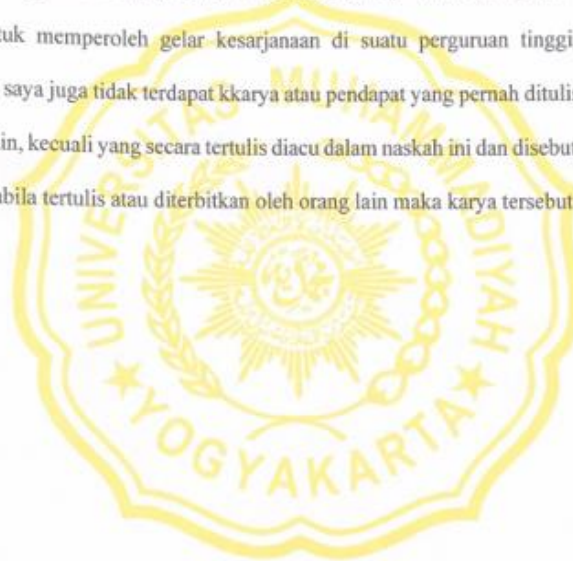 tuk memperoleh gelar kesarjanaan di suatu perguruan tinggi
saya juga tidak terdapat kkarya atau pendapat yang pernah ditulis
in, kecuali yang secara tertulis diacu dalam naskah ini dan disebut
bila tertulis atau diterbitkan oleh orang lain maka karya tersebut
UNIVERSITAS MUHAMMADIYAH
YOGYAKARTA